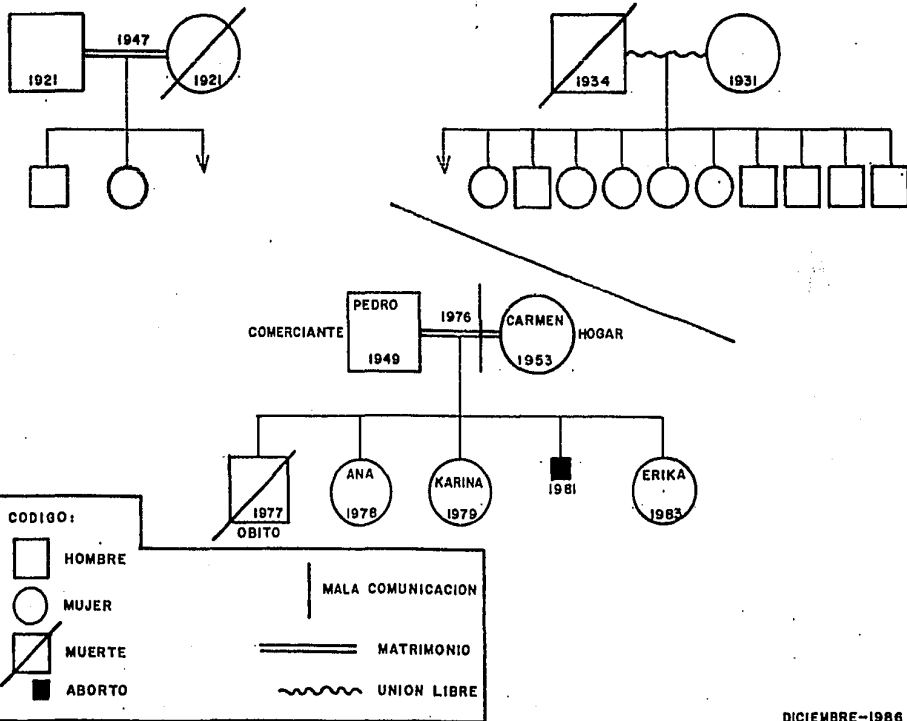 1947
1921
1921
1934
1931
PEDRO
1976
CARMEN
COMERCIANTE
HOGAR
1949
1953
ANA
KARINA
ERIKA
1977
1978
1979
1981
1983
OBITO
CODIGO:
HOMBRE
MUJER
MUERTE
ABORTO
MALA COMUNICACION
MATRIMONIO
UNION LIBRE
DICIEMBRE-1986